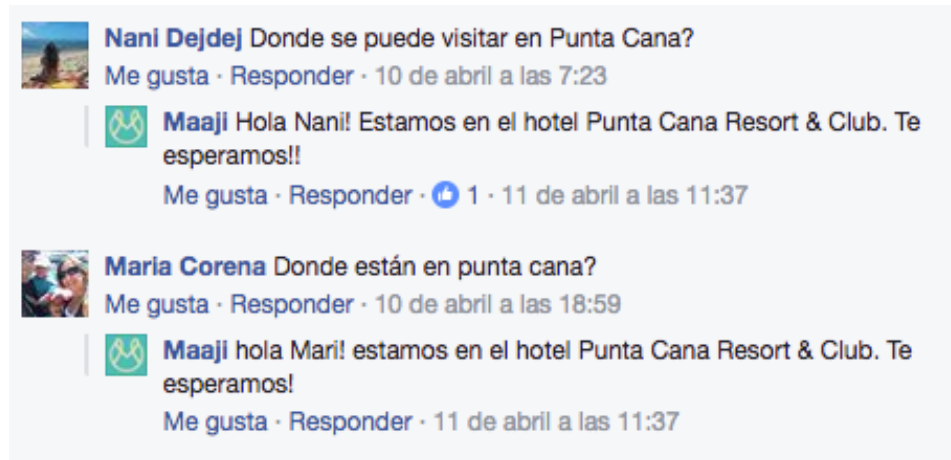 Nani Dejdej Donde se puede visitar en Punta Cana?
Me gusta · Responder · 10 de abril a las 7:23
Maaji Hola Nani! Estamos en el hotel Punta Cana Resort & Club. Te
esperamos!!
Me gusta · Responder · 1 · 11 de abril a las 11:37
Maria Corena Donde están en punta cana?
Me gusta · Responder · 10 de abril a las 18:59
Maaji hola Mari! estamos en el hotel Punta Cana Resort & Club. Te
esperamos!
Me gusta · Responder · 11 de abril a las 11:37